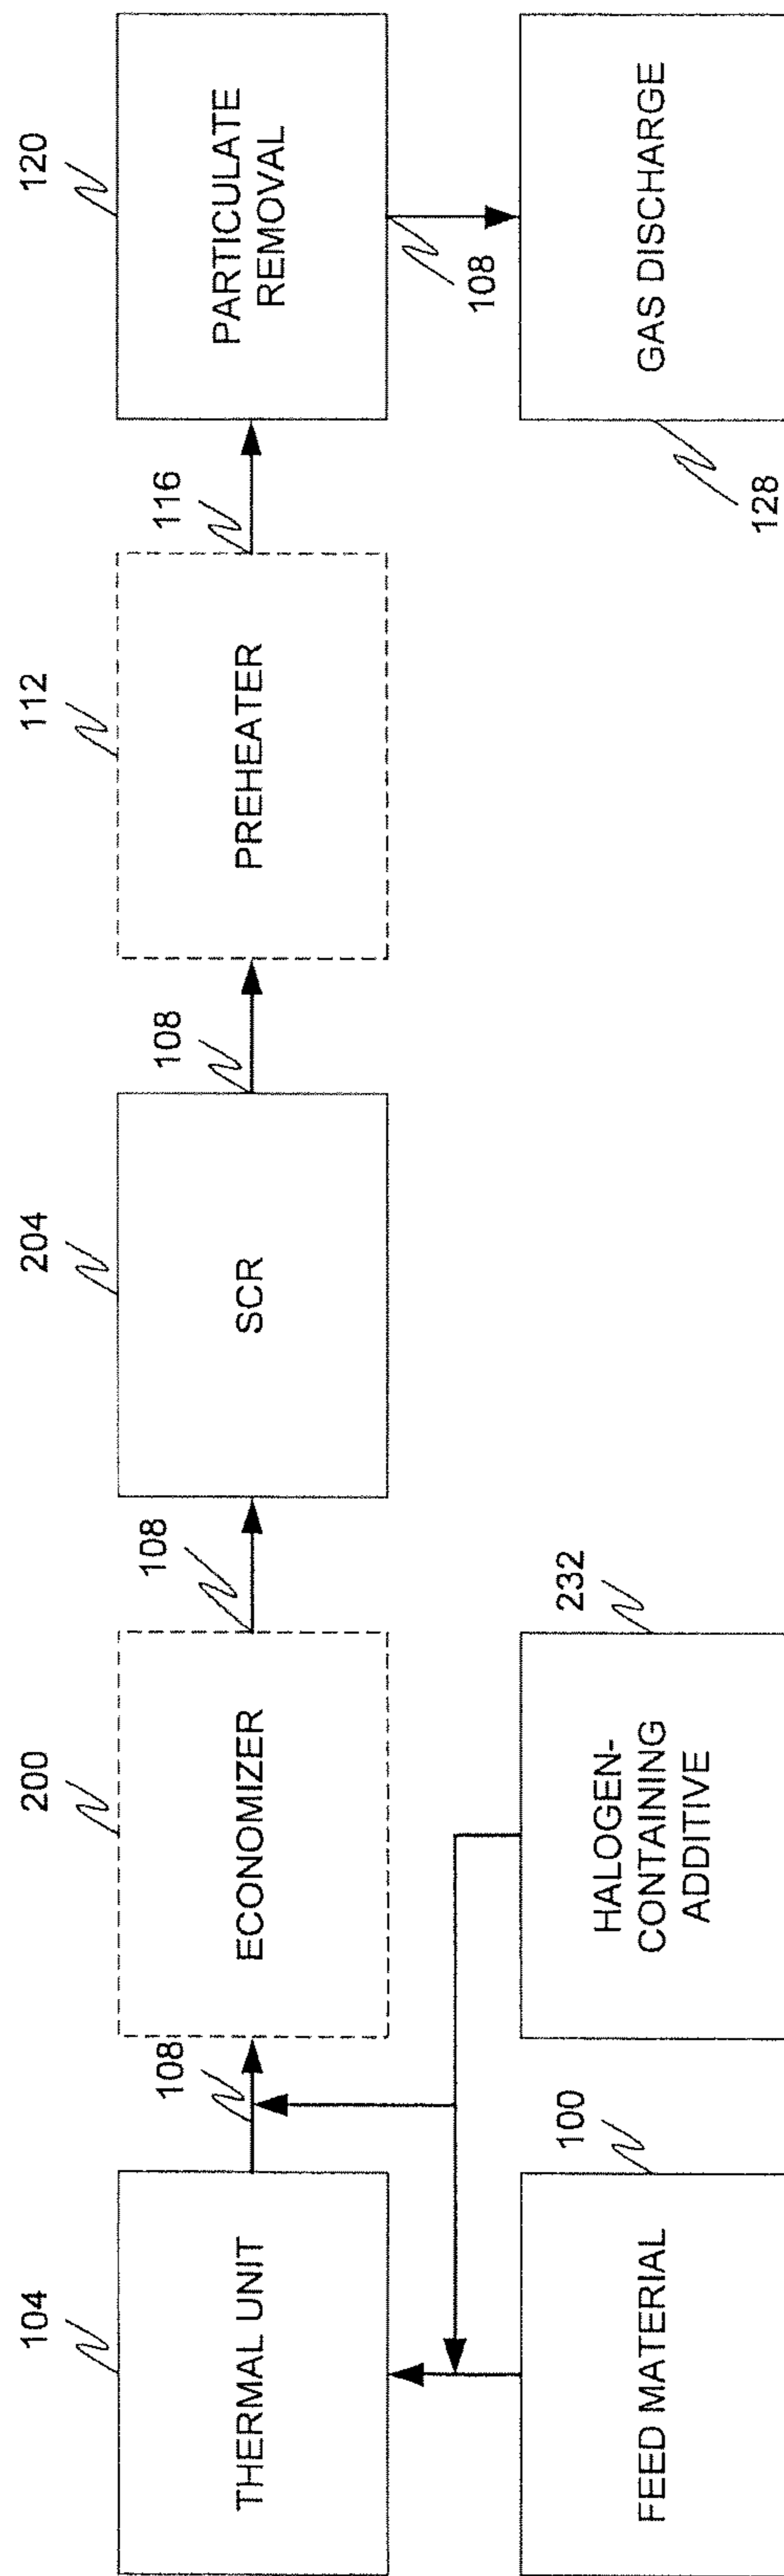 104
THERMAL UNIT
108
200
ECONOMIZER
108
204
SCR
108
112
PREHEATER
116
120
PARTICULATE
REMOVAL
108
100
FEED MATERIAL
232
HALOGEN-
CONTAINING
ADDITIVE
128
GAS DISCHARGE